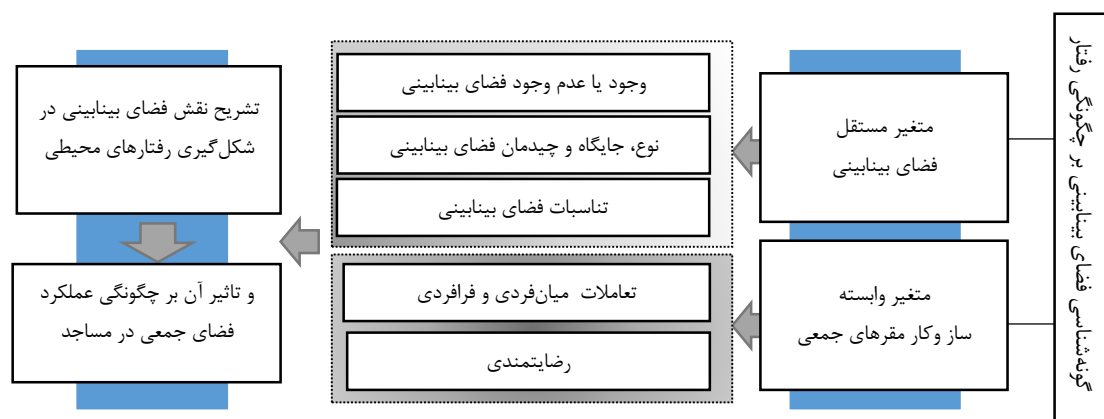 گونه‌شناسی فضای بینابینی بر چگونگی رفتار
متغیر مستقل
فضای بینابینی
وجود یا عدم وجود فضای بینابینی
نوع، جایگاه و چیدمان فضای بینابینی
تناسبات فضای بینابینی
متغیر وابسته
ساز وکار مقرهای جمعی
تعاملات میان‌فردی و فرافردی
رضایتمندی
تشریح نقش فضای بینابینی در
شکل‌گیری رفتارهای محیطی
و تاثیر آن بر چگونگی عملکرد
فضای جمعی در مساجد